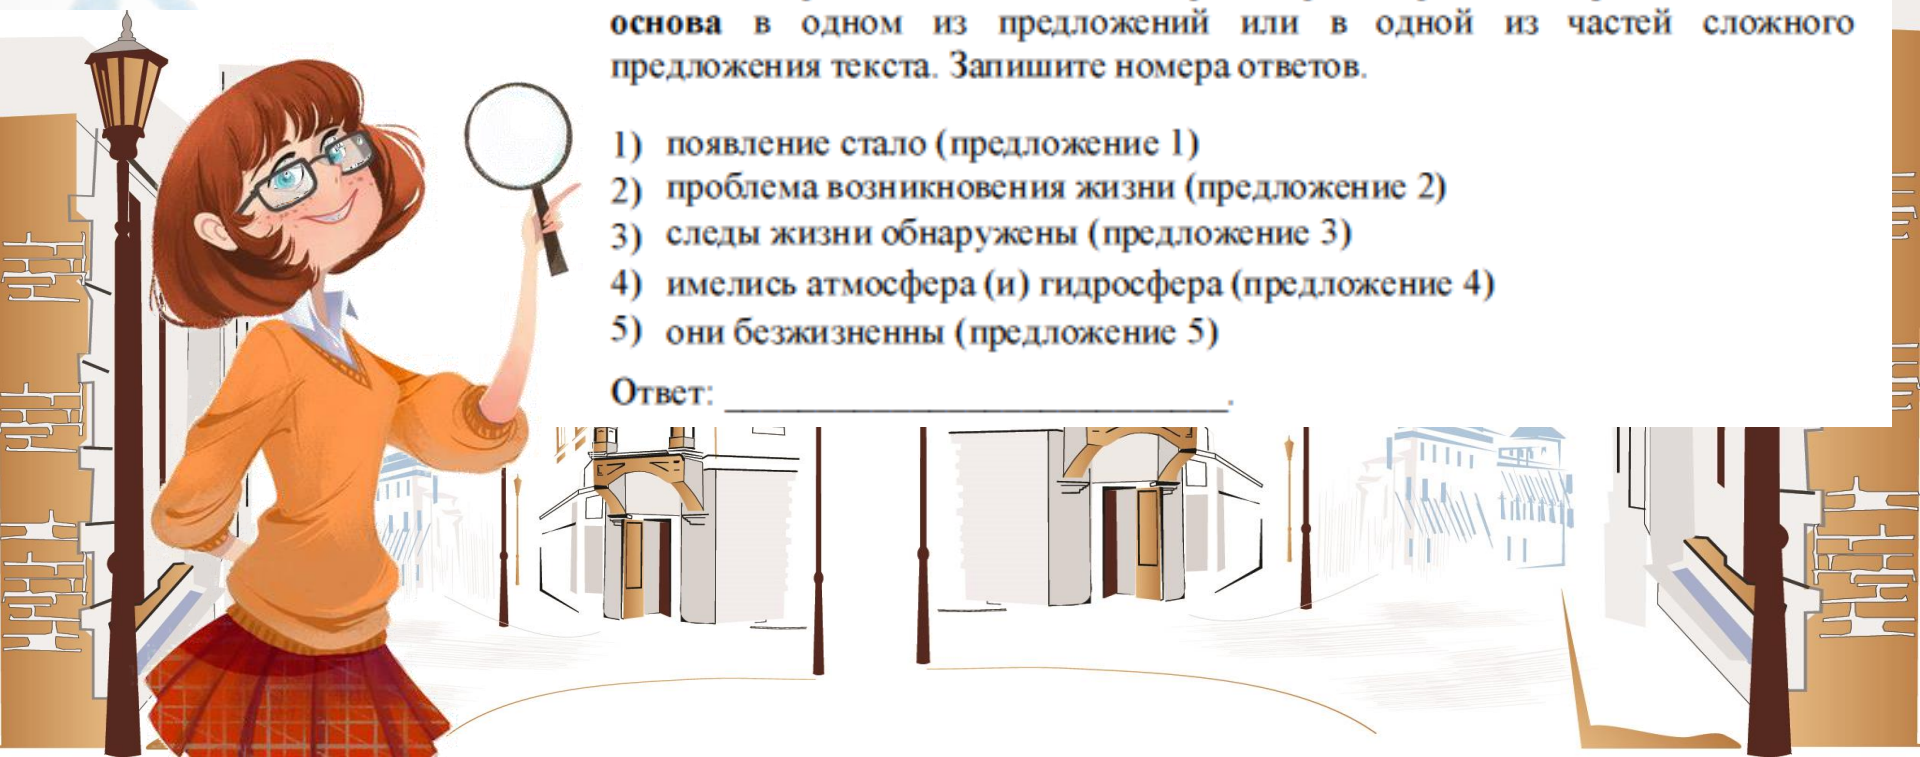 основа в одном из предложений или в одной из частей сложного
предложения текста. Запишите номера ответов.
1) появление стало (предложение 1)
2) проблема возникновения жизни (предложение 2)
3) следы жизни обнаружены (предложение 3)
4) имелись атмосфера (и) гидросфера (предложение 4)
5) они безжизненны (предложение 5)
Ответ: ______________________________.